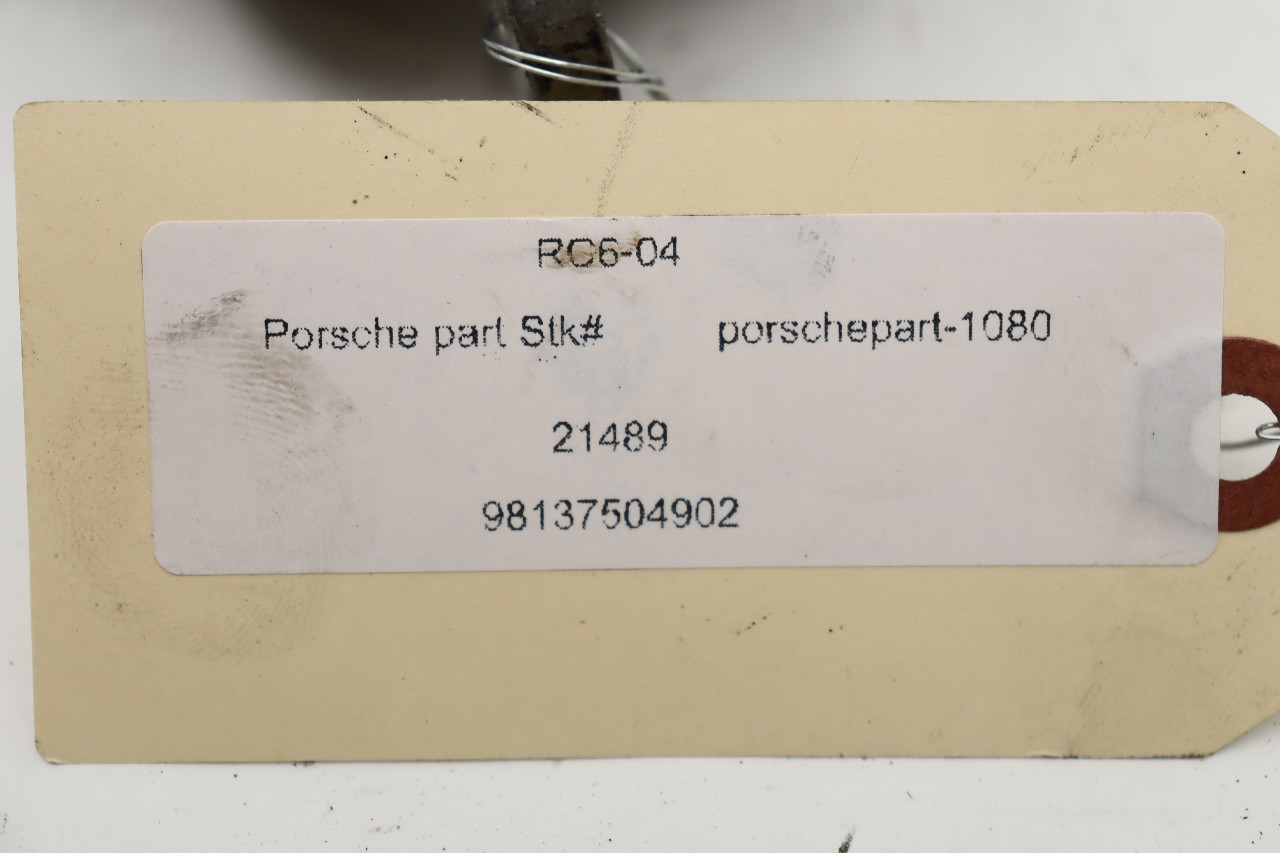 RC6-04
Porsche part Stk# porschepart-1080
21489
98137504902